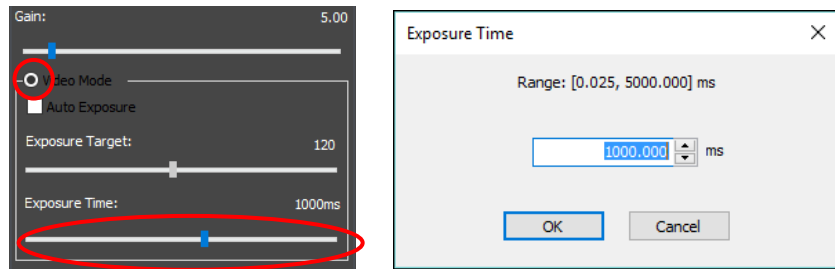 Gain: 5.00
Video Mode
Auto Exposure
Exposure Target: 120
Exposure Time: 1000ms
Exposure Time
Range: [0.025, 5000.000] ms
1000.000 ms
OK Cancel